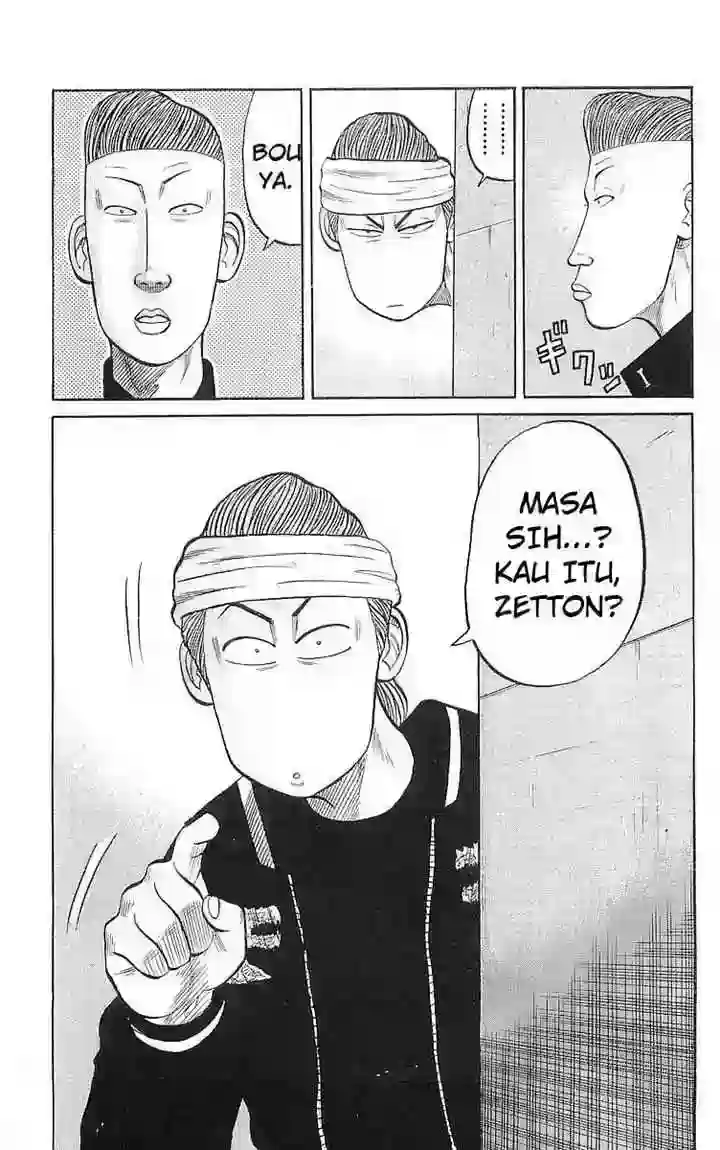 ギクッ
I
.........
BOU
YA.
MASA
SIH...?
KAU ITU,
ZETTON?